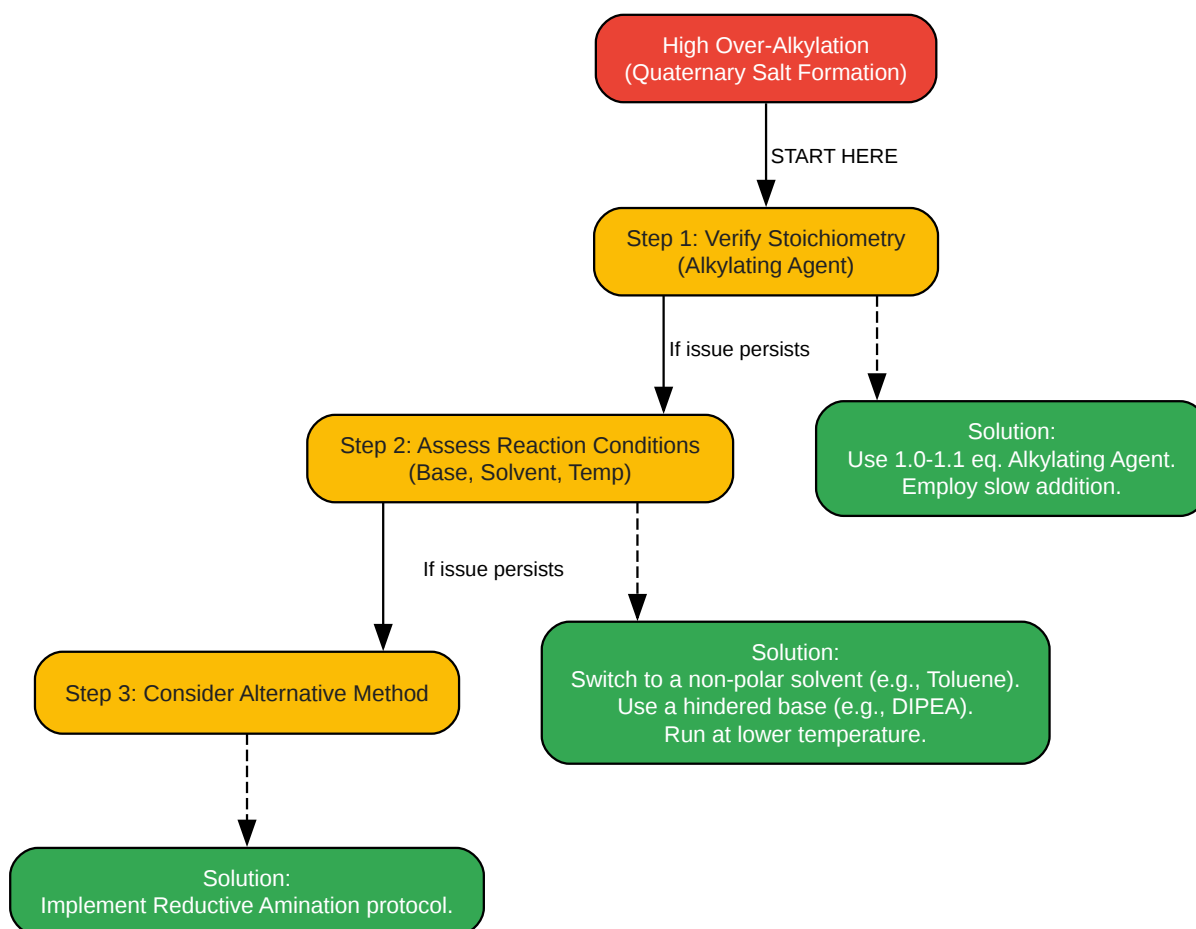 High Over-Alkylation
(Quaternary Salt Formation)
START HERE
Step 1: Verify Stoichiometry
(Alkylating Agent)
If issue persists
Solution:
Use 1.0-1.1 eq. Alkylating Agent.
Employ slow addition.
Step 2: Assess Reaction Conditions
(Base, Solvent, Temp)
If issue persists
Solution:
Switch to a non-polar solvent (e.g., Toluene).
Use a hindered base (e.g., DIPEA).
Run at lower temperature.
Step 3: Consider Alternative Method
Solution:
Implement Reductive Amination protocol.